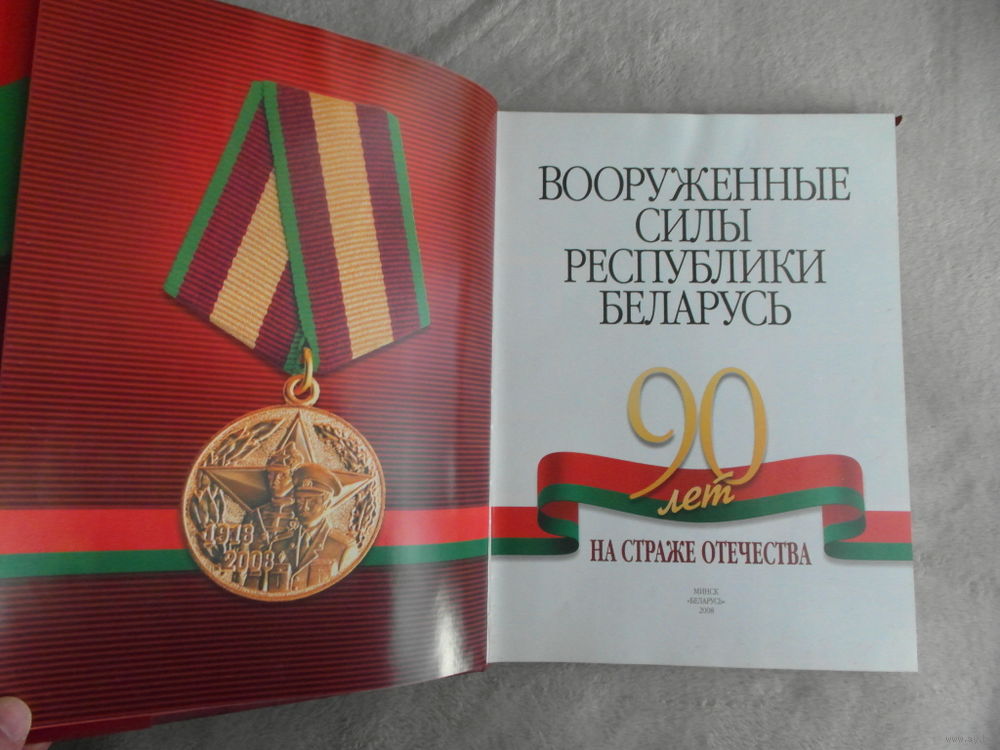 1918
2008
ВООРУЖЕННЫЕ
СИЛЫ
РЕСПУБЛИКИ
БЕЛАРУСЬ
90
лет
НА СТРАЖЕ ОТЕЧЕСТВА
МИНСК
«БЕЛАРУСЬ»
2008